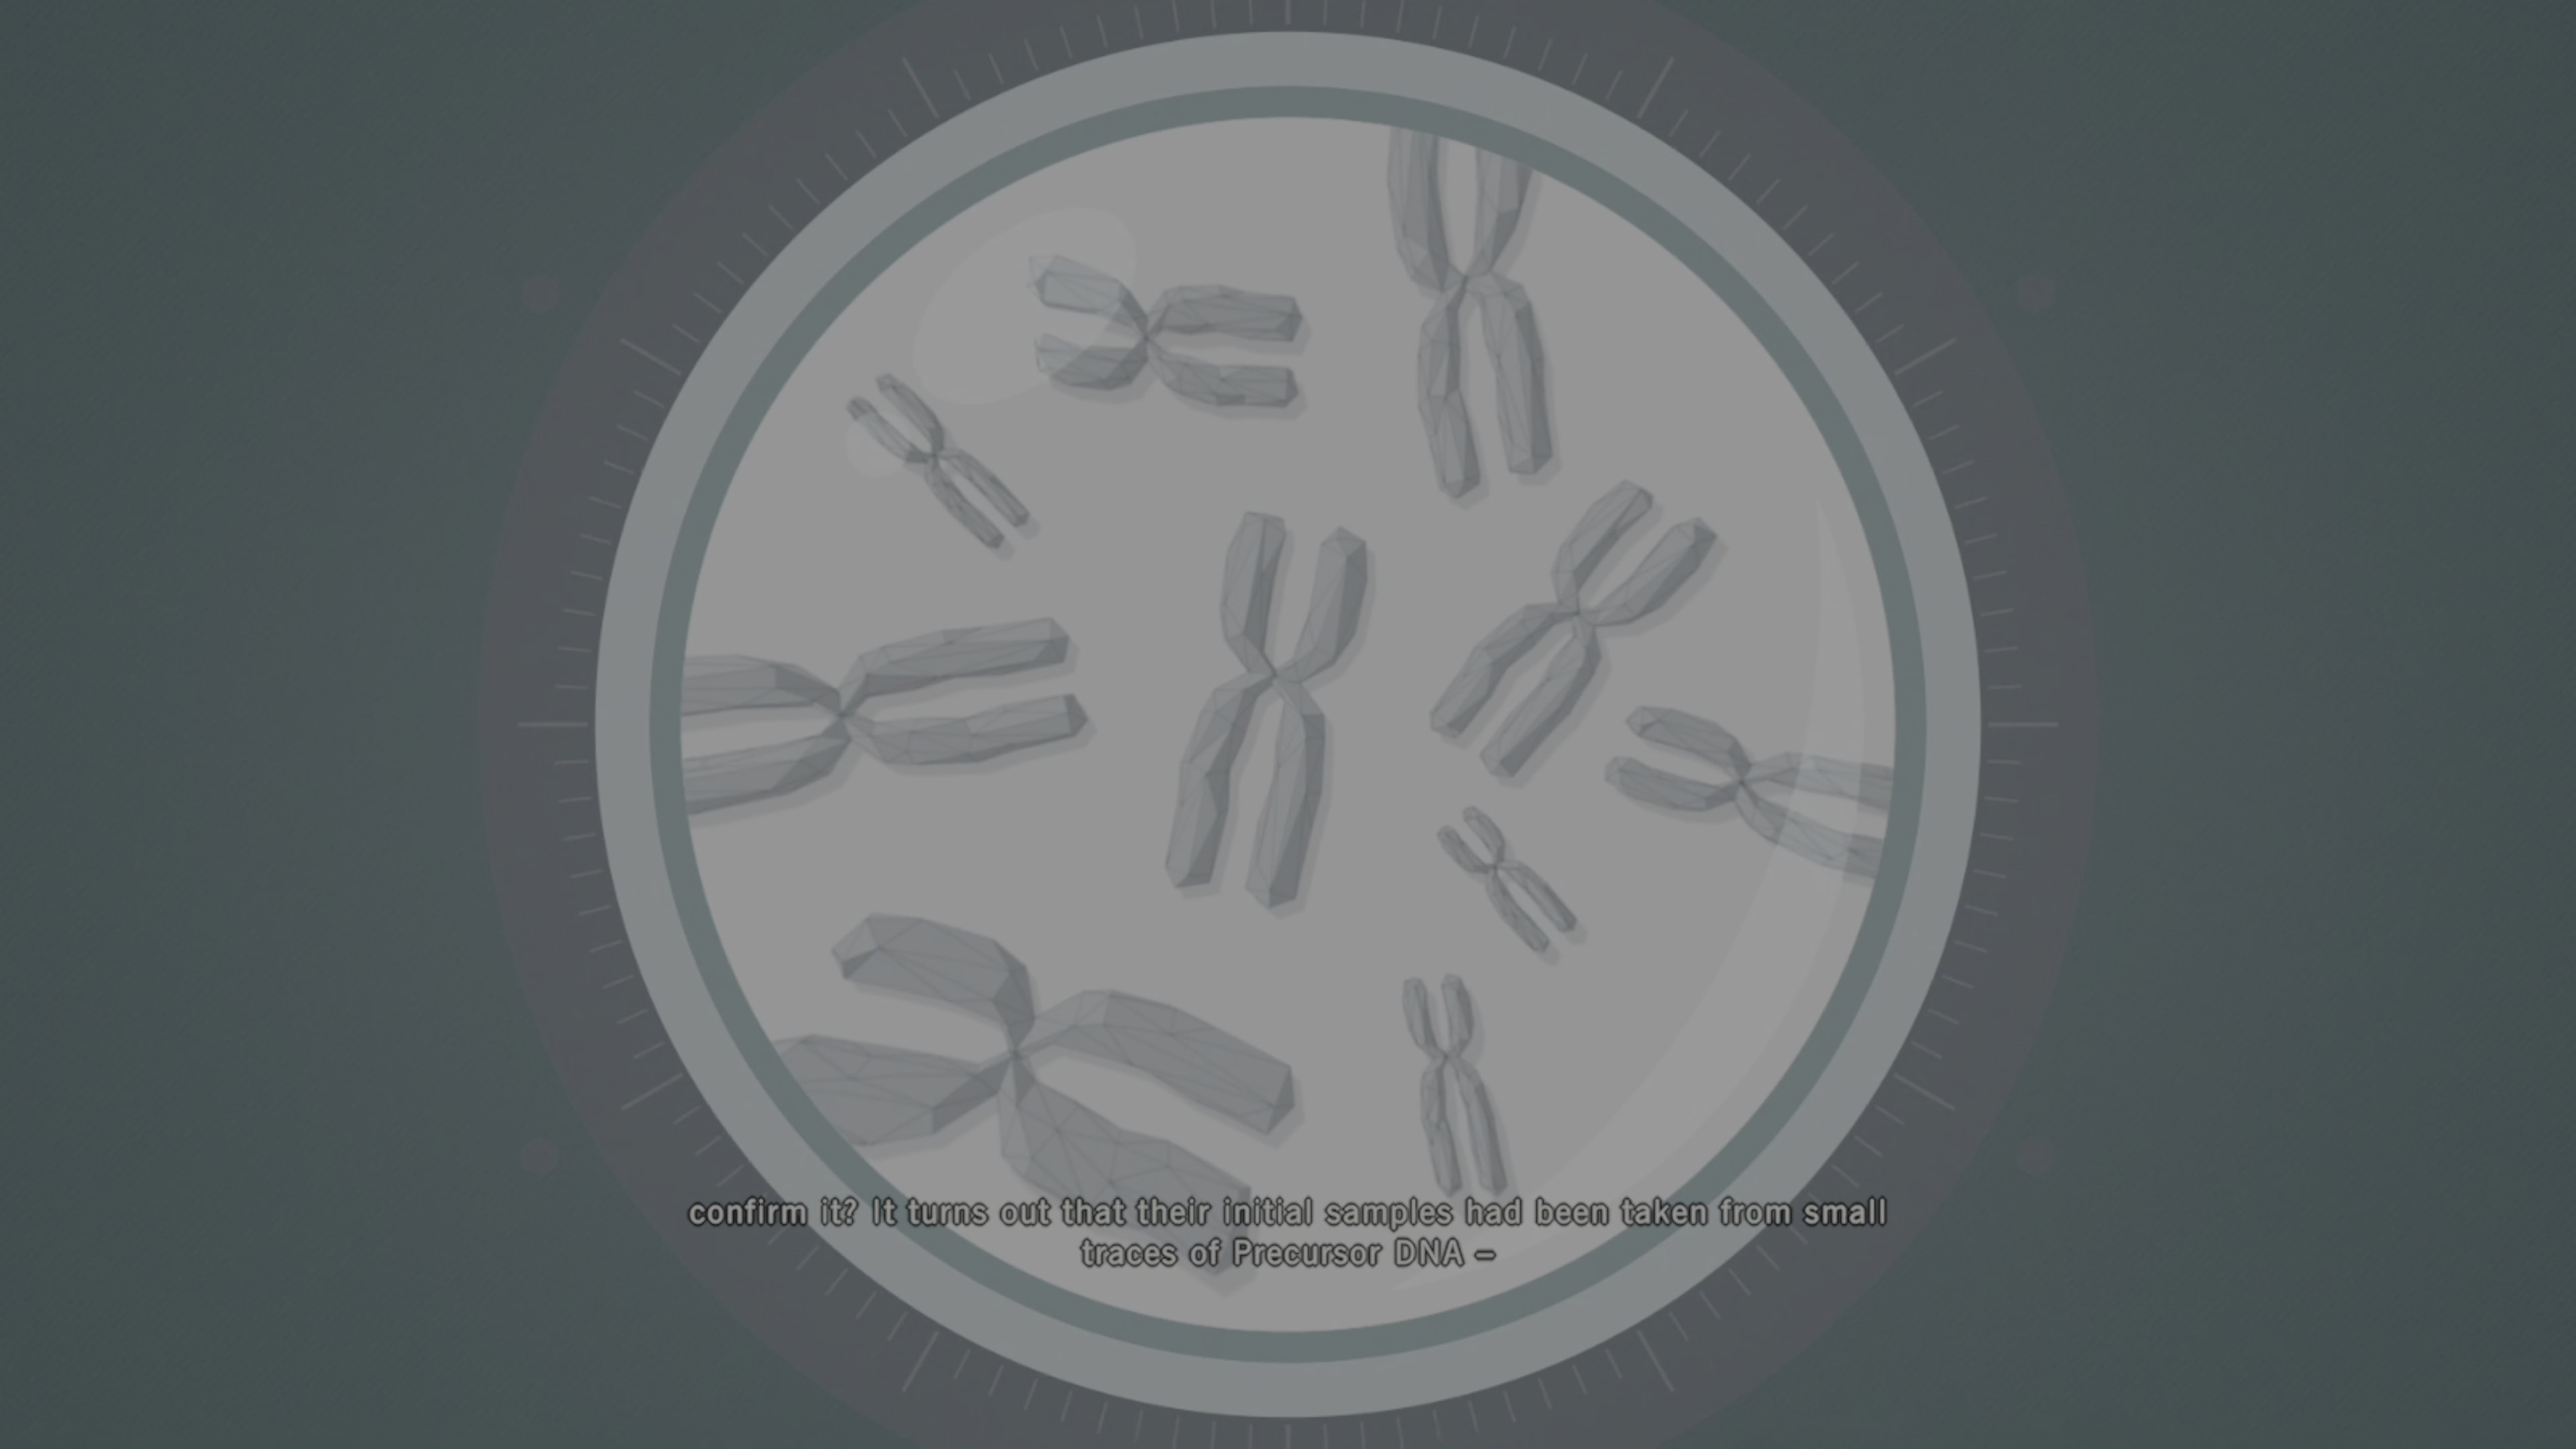 confirm it? It turns out that their initial samples had been taken from small
traces of Precursor DNA –